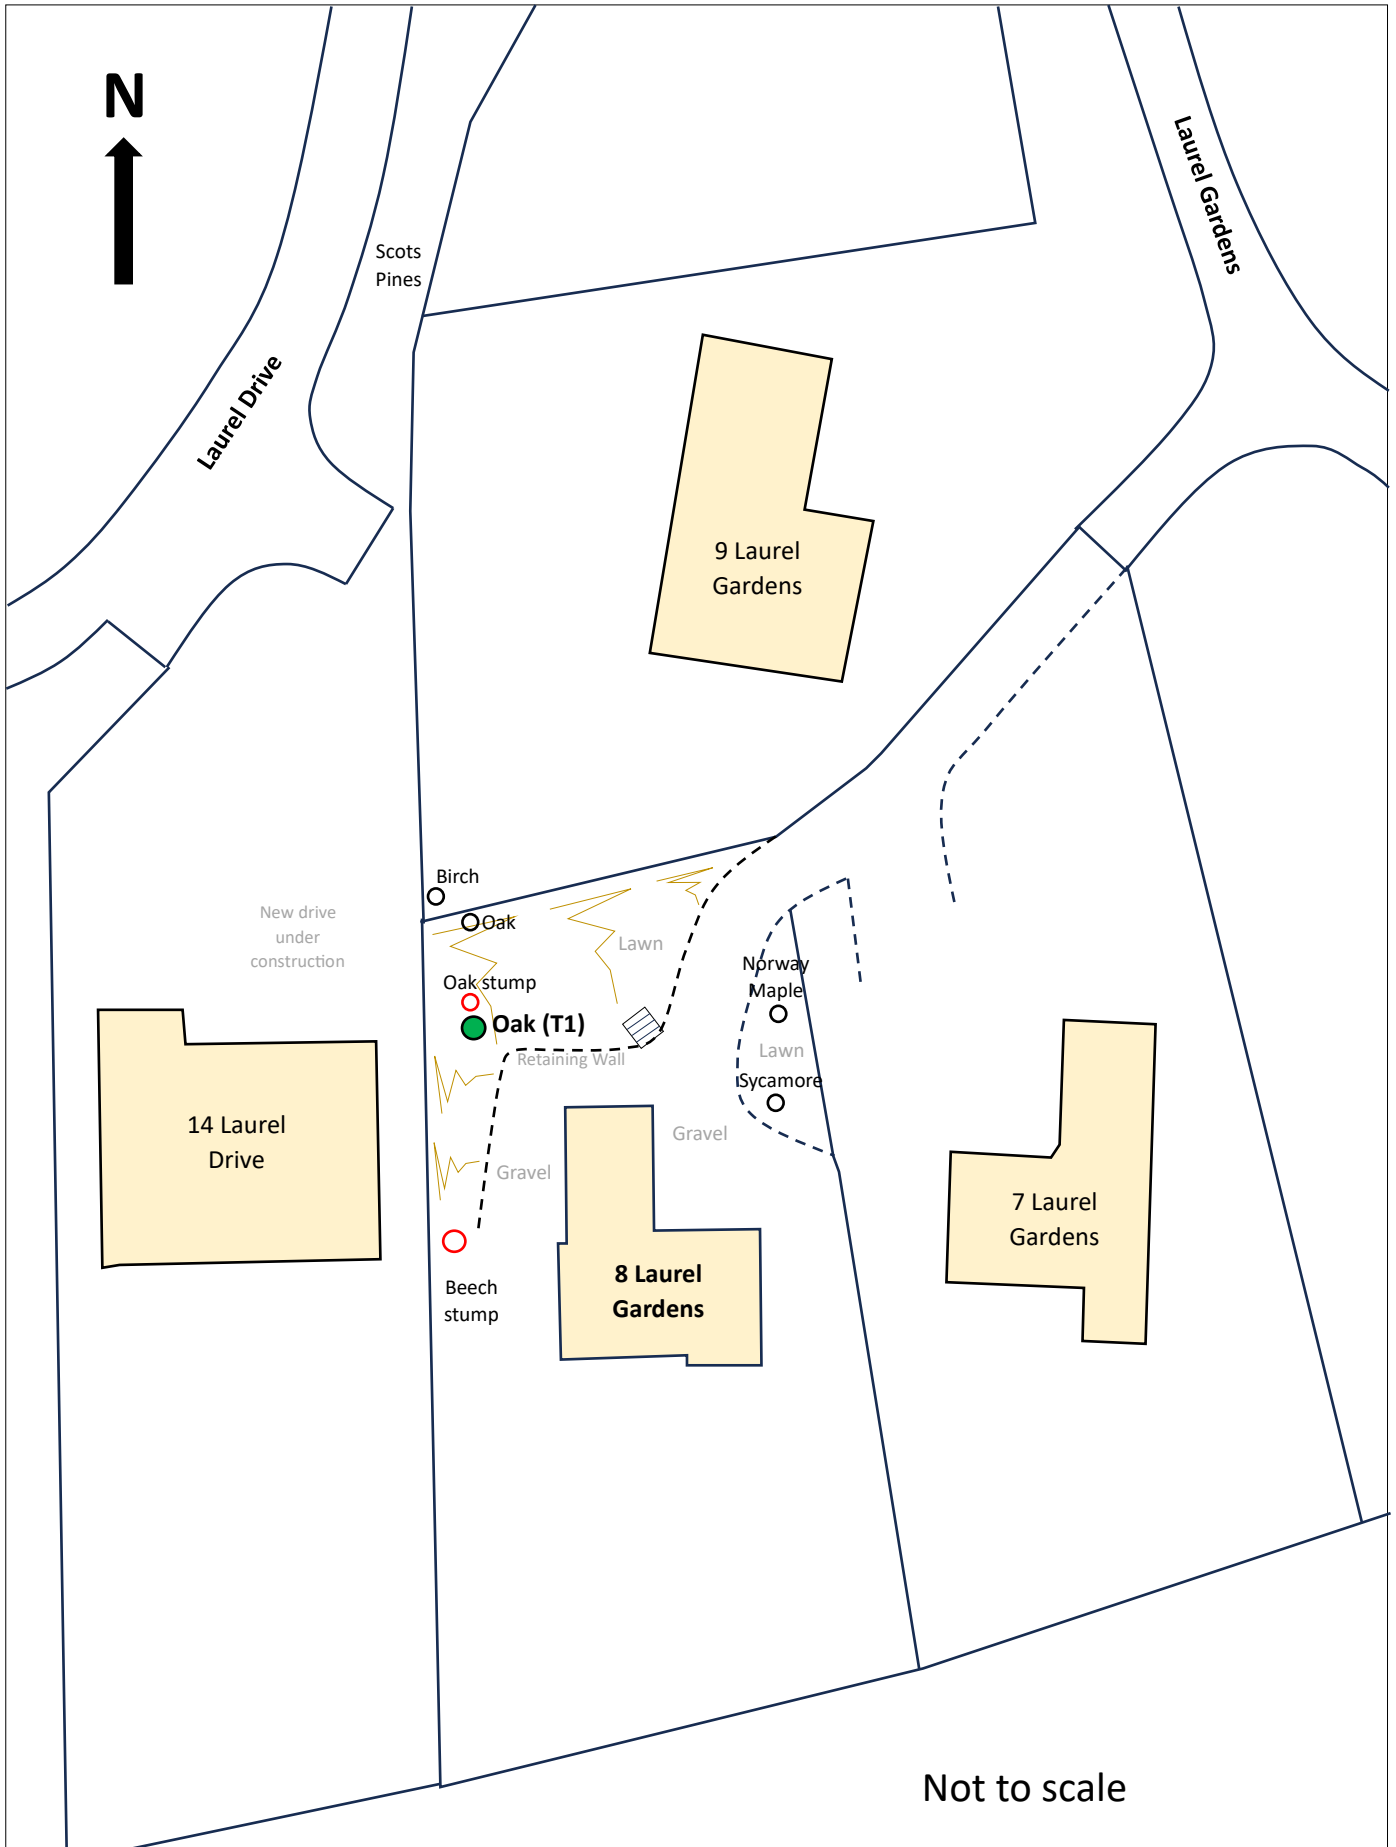 N
Laurel Gardens
Scots
Pines
Laurel Drive
9 Laurel
Gardens
Birch
Oak
New drive
under
construction
Lawn
Norway
Maple
Oak stump
Oak (T1)
Retaining Wall
Lawn
Sycamore
14 Laurel
Drive
Gravel
Gravel
7 Laurel
Gardens
8 Laurel
Gardens
Beech
stump
Not to scale